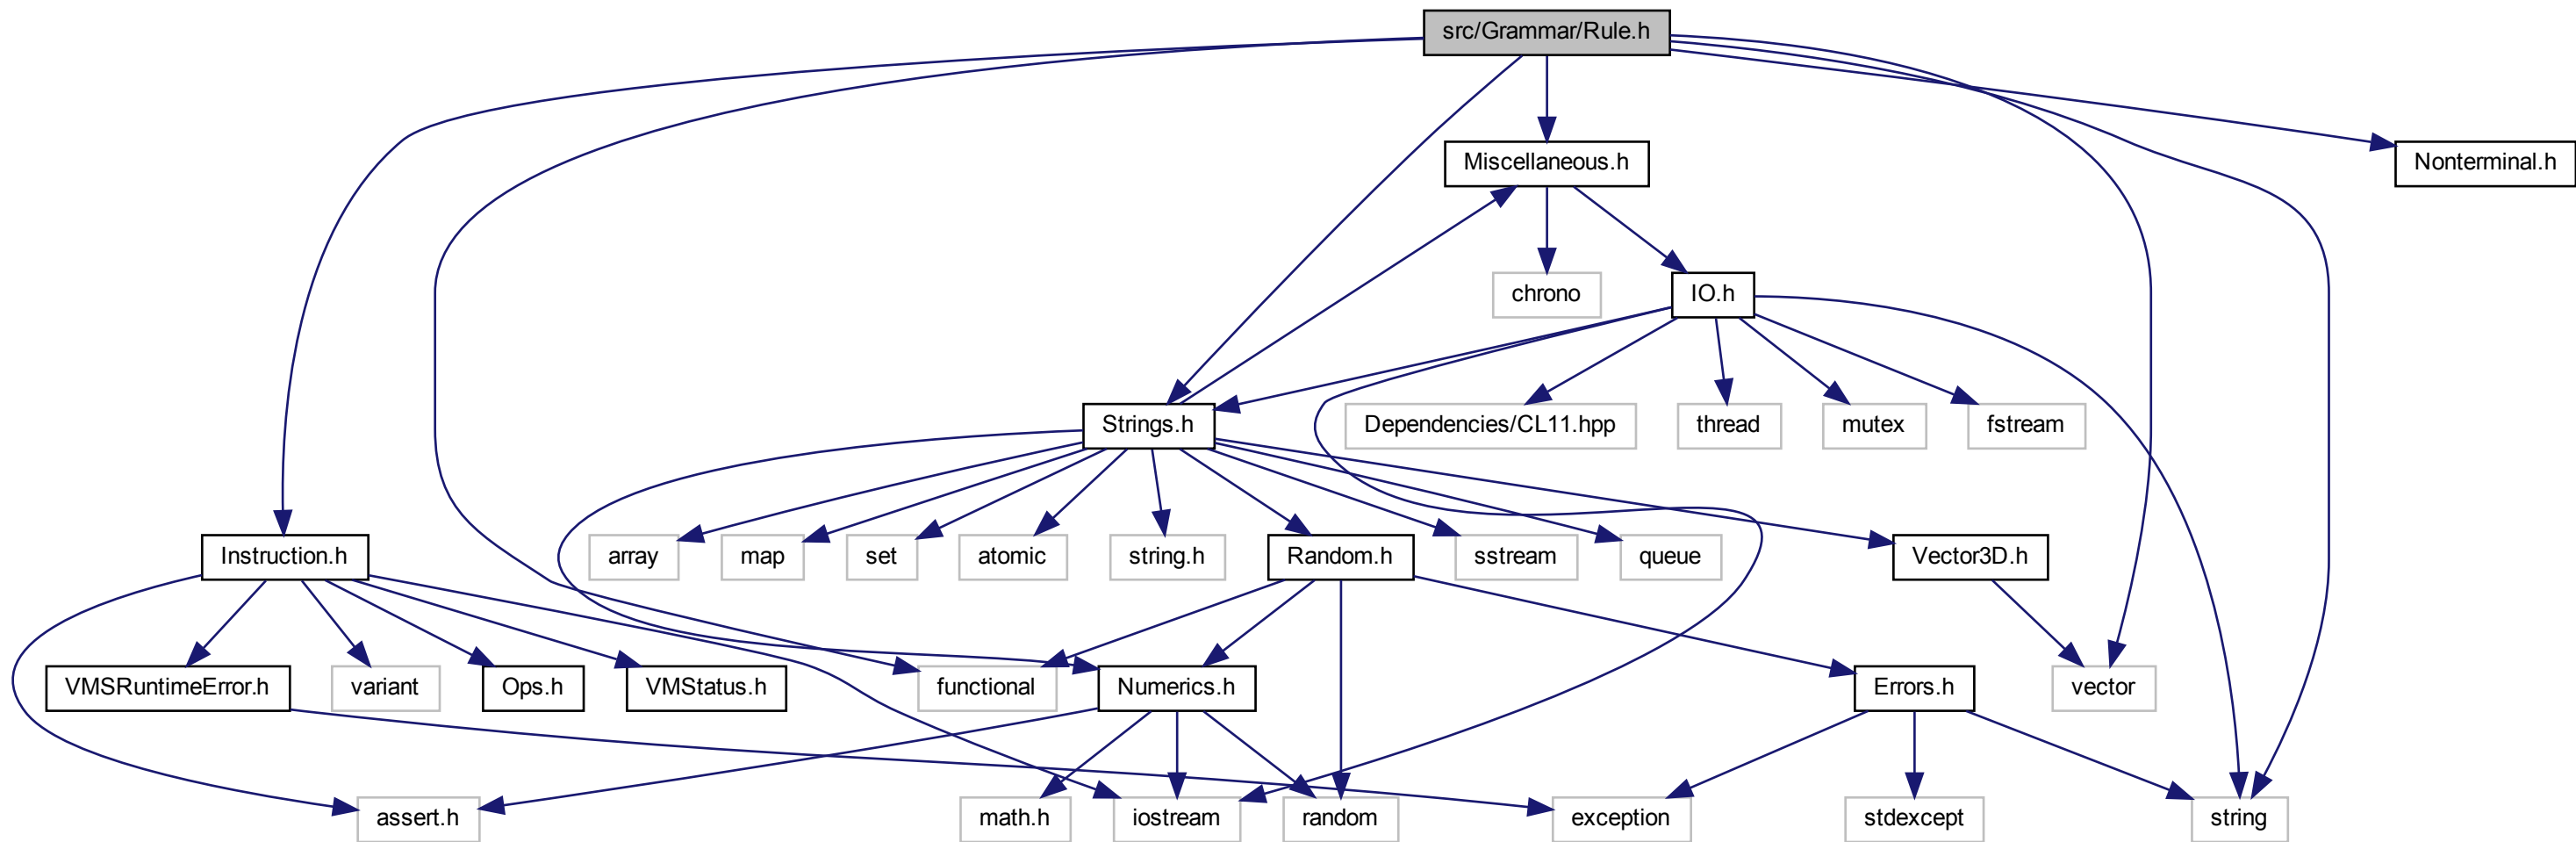 src/Grammar/Rule.h
Miscellaneous.h
Nonterminal.h
chrono
IO.h
Strings.h
Dependencies/CL11.hpp
thread
mutex
fstream
Instruction.h
array
map
set
atomic
string.h
Random.h
sstream
queue
Vector3D.h
VMSRuntimeError.h
variant
Ops.h
VMStatus.h
functional
Numerics.h
Errors.h
vector
assert.h
math.h
iostream
random
exception
stdexcept
string